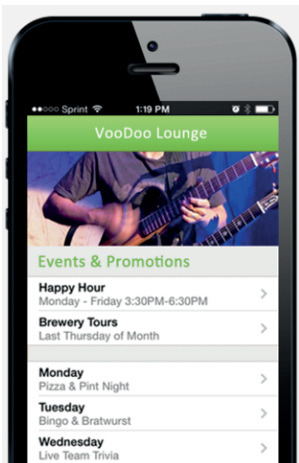 Sprint 1:19 PM
VooDoo Lounge
Events & Promotions
Happy Hour
Monday - Friday 3:30PM-6:30PM
Brewery Tours
Last Thursday of Month
Monday
Pizza & Pint Night
Tuesday
Bingo & Bratwurst
Wednesday
Live Team Trivia